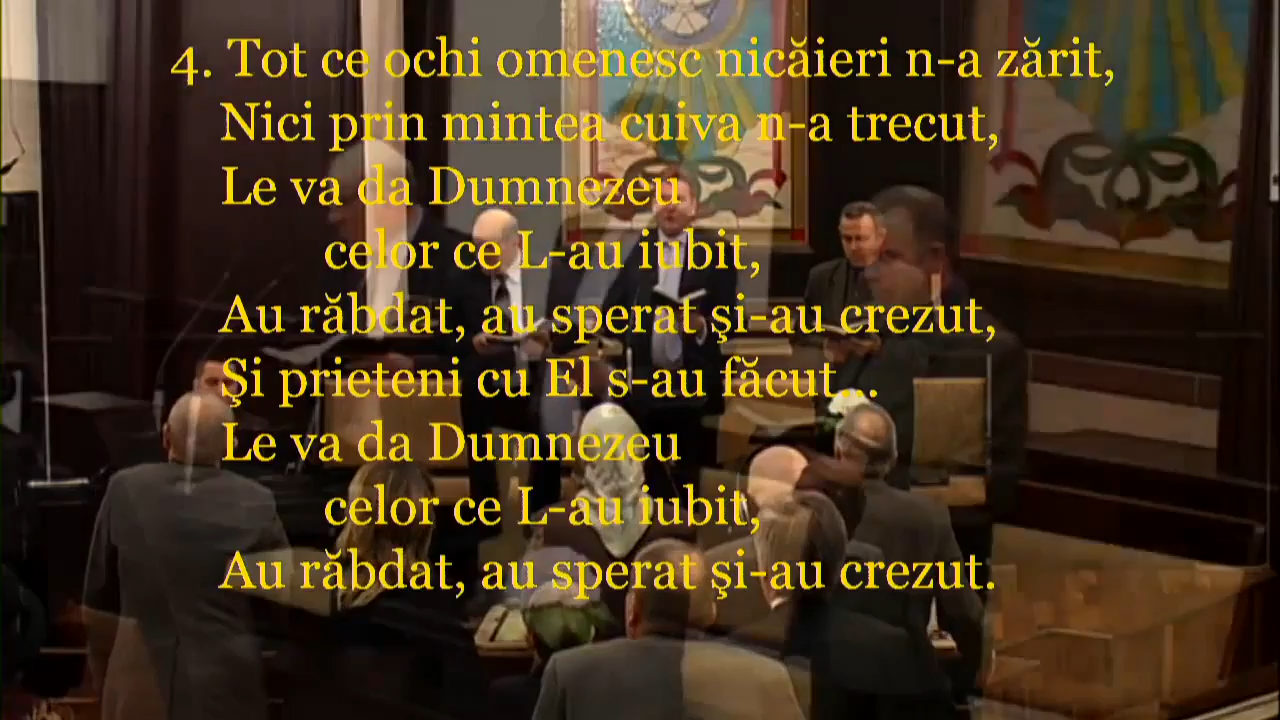 4. Tot ce ochi omenesc nicăieri n-a zărit,
Nici prin mintea cuiva n-a trecut,
Le va da Dumnezeu
celor ce L-au iubit,
Au răbdat, au sperat şi-au crezut,
Şi prieteni cu El s-au făcut...
Le va da Dumnezeu
celor ce L-au iubit,
Au răbdat, au sperat şi-au crezut.